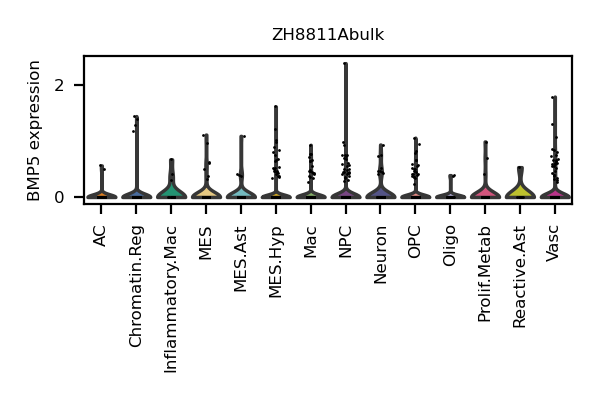 ZH8811Abulk
BMP5 expression
2
0
AC
Chromatin.Reg
Inflammatory.Mac
MES
MES.Ast
MES.Hyp
Mac
NPC
Neuron
OPC
Oligo
Prolif.Metab
Reactive.Ast
Vasc